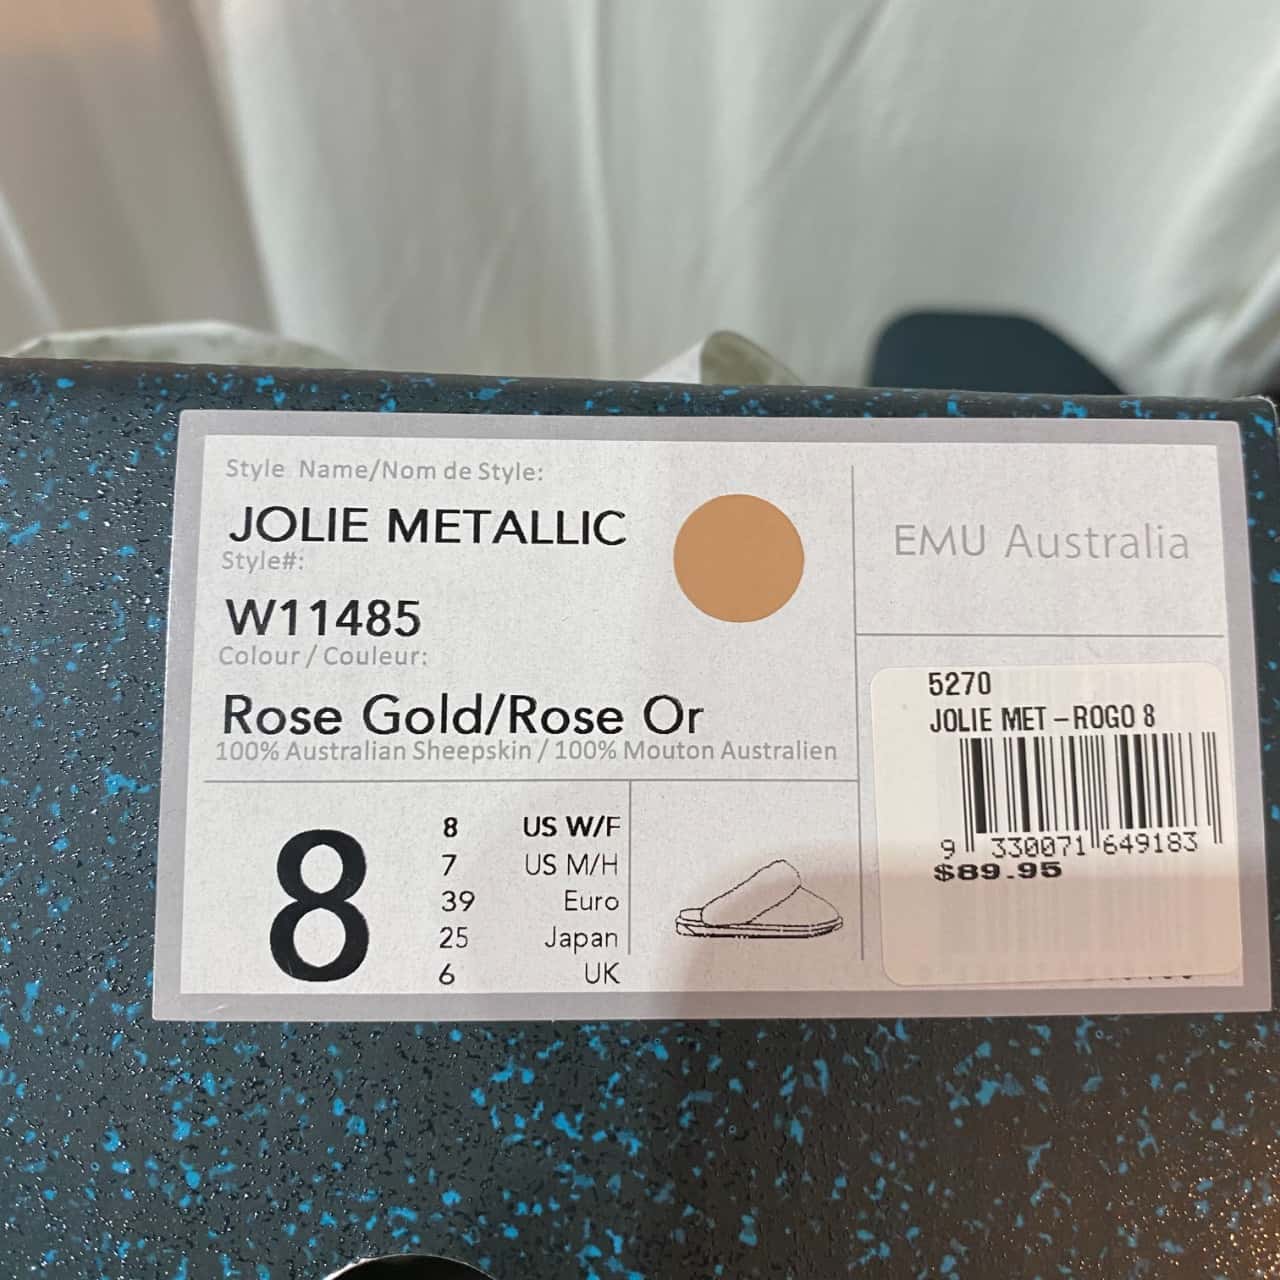 Style Name/Nom de Style:
JOLIE METALLIC
Style#:
W11485
Colour / Couleur:
Rose Gold/Rose Or
100% Australian Sheepskin / 100% Mouton Australien
8
8 US W/F
7 US M/H
39 Euro
25 Japan
6 UK
EMU Australia
5270
JOLIE MET-ROGO 8
9 330071 649183
$89.95